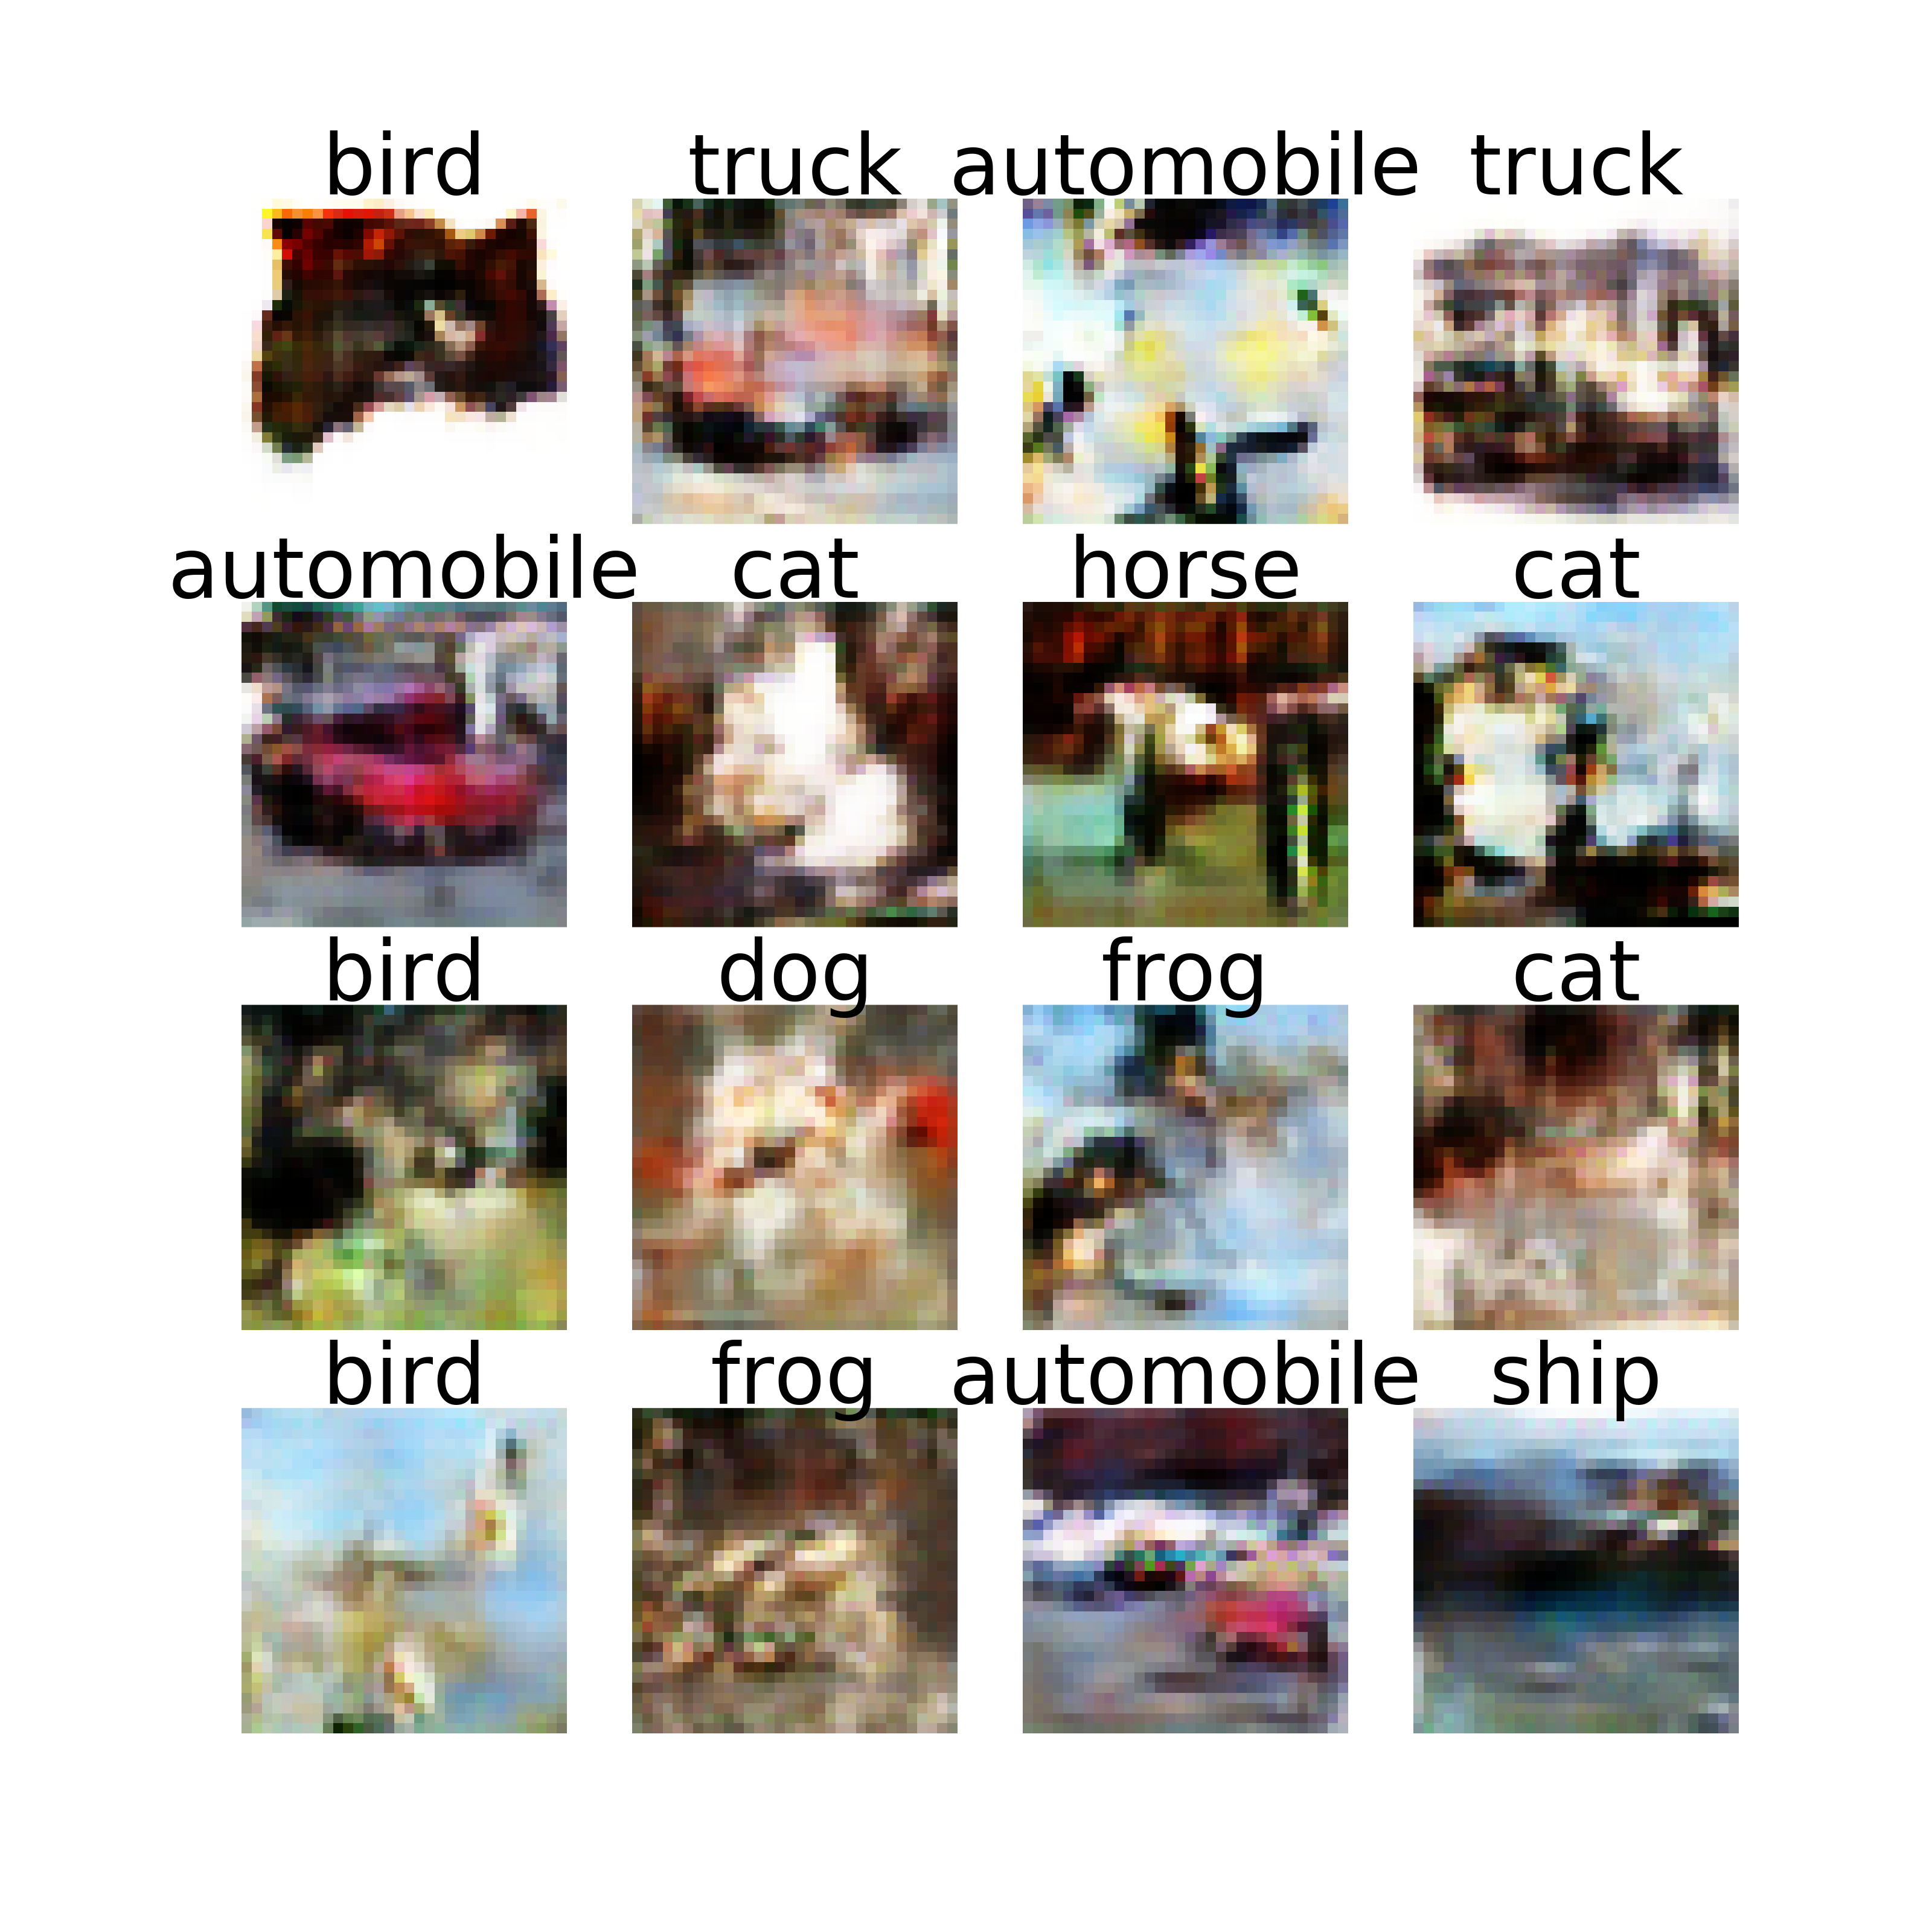 bird truck automobile truck
automobile cat horse cat
bird dog frog cat
bird frog automobile ship